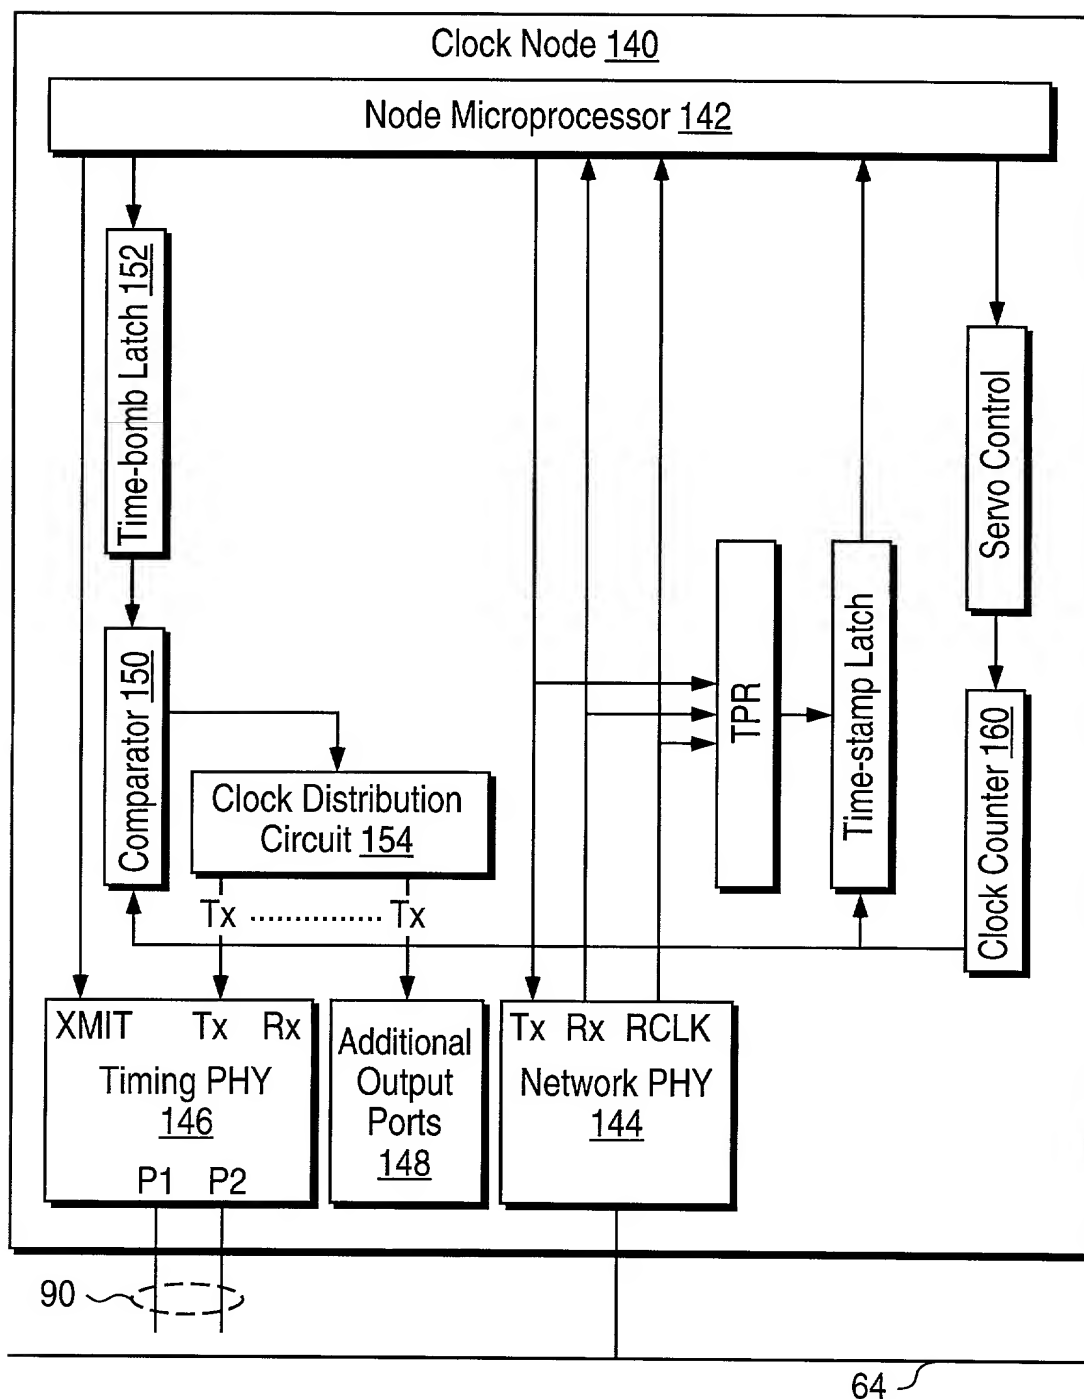 Clock Node 140
Node Microprocessor 142
Time-bomb Latch 152
Servo Control
Comparator 150
TPR
Time-stamp Latch
Clock Counter 160
Clock Distribution
Circuit 154
Tx ............... Tx
XMIT Tx Rx
Timing PHY
146
P1 P2
Additional
Output
Ports
148
Tx Rx RCLK
Network PHY
144
90
64